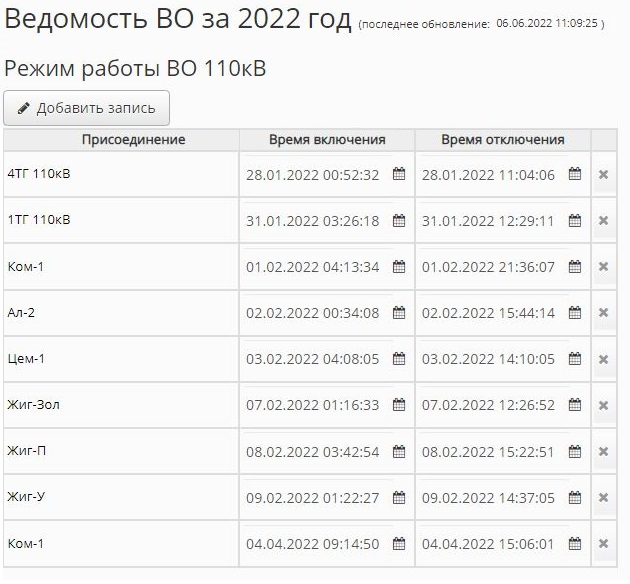 Ведомость ВО за 2022 год (последнее обновление: 06.06.2022 11:09:25 )
Режим работы ВО 110кВ
Добавить запись
Присоединение Время включения Время отключения
4ТГ 110кВ 28.01.2022 00:52:32 28.01.2022 11:04:06
1ТГ 110кВ 31.01.2022 03:26:18 31.01.2022 12:29:11
Ком-1 01.02.2022 04:13:34 01.02.2022 21:36:07
Ал-2 02.02.2022 00:34:08 02.02.2022 15:44:14
Цем-1 03.02.2022 04:08:05 03.02.2022 14:10:05
Жиг-Зол 07.02.2022 01:16:33 07.02.2022 12:26:52
Жиг-П 08.02.2022 03:42:54 08.02.2022 15:22:51
Жиг-У 09.02.2022 01:22:27 09.02.2022 14:37:05
Ком-1 04.04.2022 09:14:50 04.04.2022 15:06:01